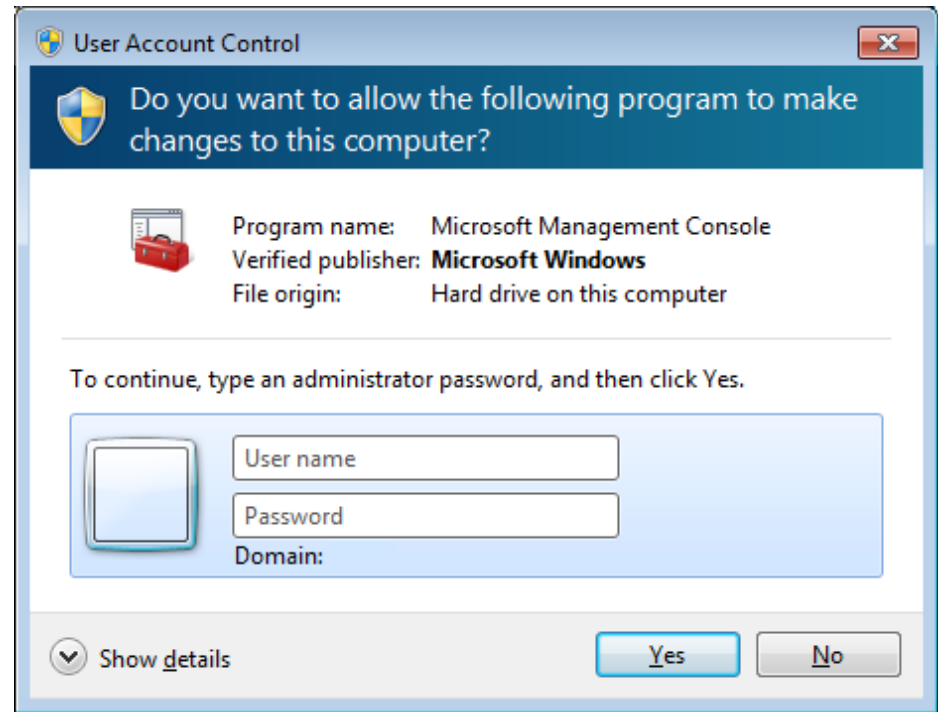 User Account Control
Do you want to allow the following program to make
changes to this computer?
Program name: Microsoft Management Console
Verified publisher: Microsoft Windows
File origin: Hard drive on this computer
To continue, type an administrator password, and then click Yes.
User name
Password
Domain:
Show details
Yes
No